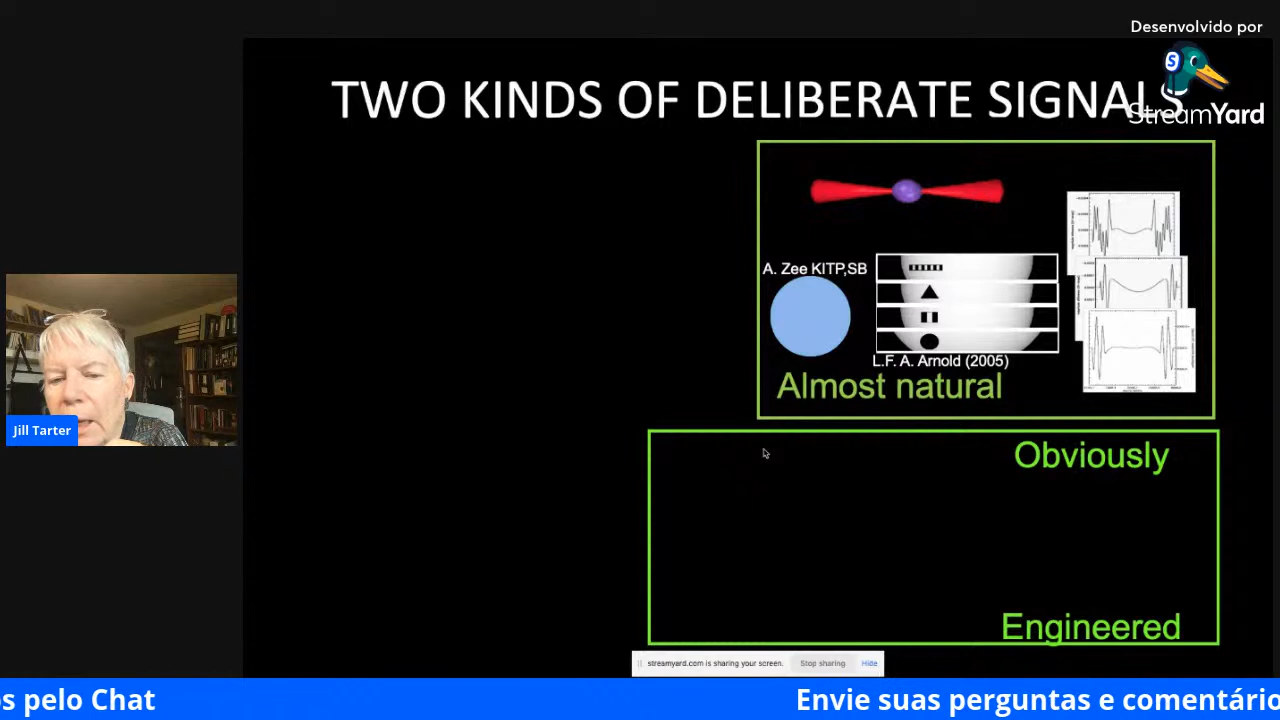 Desenvolvido por
StreamYard
TWO KINDS OF DELIBERATE SIGNALS
A. Zee KITP,SB
L.F. A. Arnold (2005)
Almost natural
Jill Tarter
Obviously
Engineered
streamyard.com is sharing your screen.
Stop sharing
Hide
os pelo Chat
Envie suas perguntas e comentário